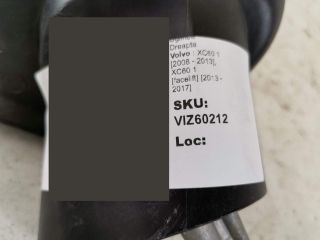 Dreapta
Volvo : XC60 1
[2008 - 2013],
XC60 1
[facelift] [2013 -
2017]
SKU:
VIZ60212
Loc: